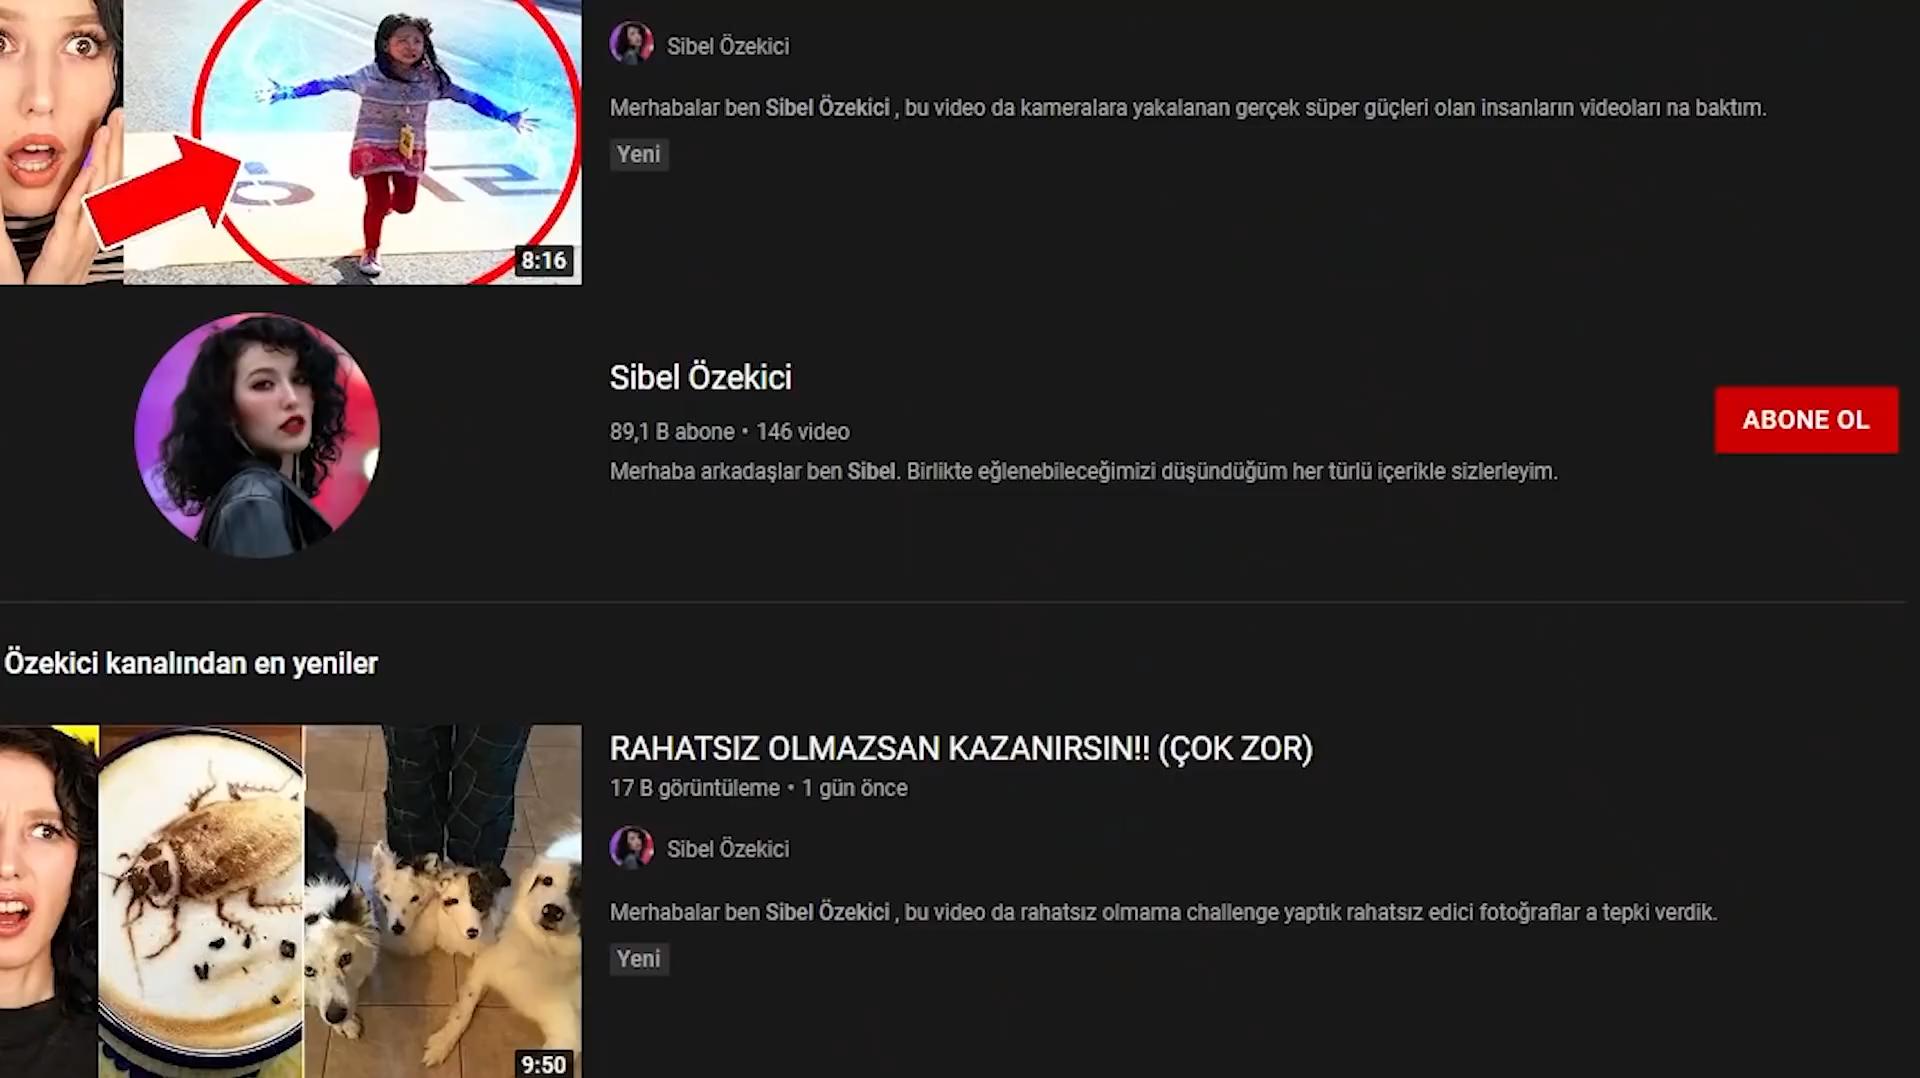 Sibel Özekici
Merhabalar ben Sibel Özekici , bu video da kameralara yakalanan gerçek süper güçleri olan insanların videoları na baktım.
Yeni
8:16
Sibel Özekici
89,1 B abone • 146 video
Merhaba arkadaşlar ben Sibel. Birlikte eğlenebileceğimizi düşündüğüm her türlü içerikle sizlerleyim.
ABONE OL
Özekici kanalından en yeniler
RAHATSIZ OLMAZSAN KAZANIRSIN!! (ÇOK ZOR)
17 B görüntüleme • 1 gün önce
Sibel Özekici
Merhabalar ben Sibel Özekici , bu video da rahatsız olmama challenge yaptık rahatsız edici fotoğraflar a tepki verdik.
Yeni
9:50